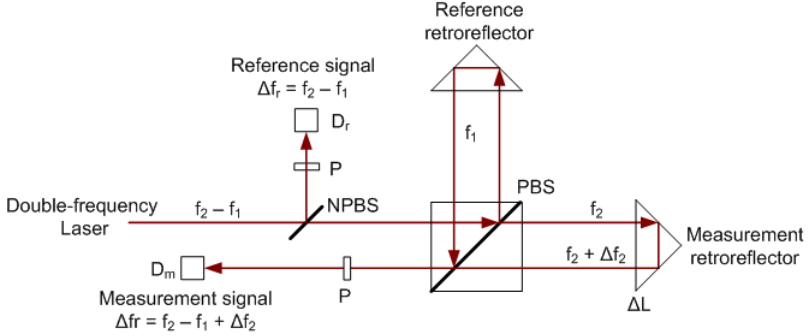 Reference
retroreflector
Reference signal
Δfr = f2 – f1
Dr
P
f1
PBS
Double-frequency
Laser
f2 – f1
NPBS
f2
Measurement
retroreflector
f2 + Δf2
Dm
P
ΔL
Measurement signal
Δfr = f2 – f1 + Δf2